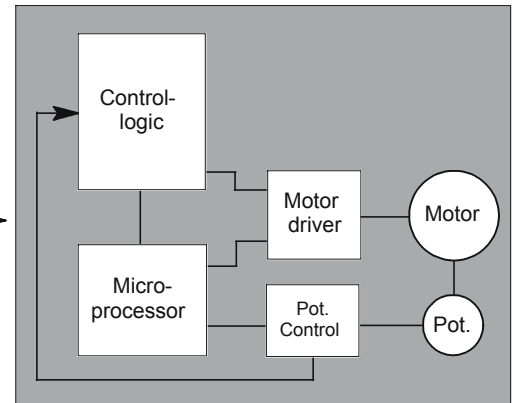 Control-
logic
Motor
driver
Motor
Micro-
processor
Pot.
Control
Pot.